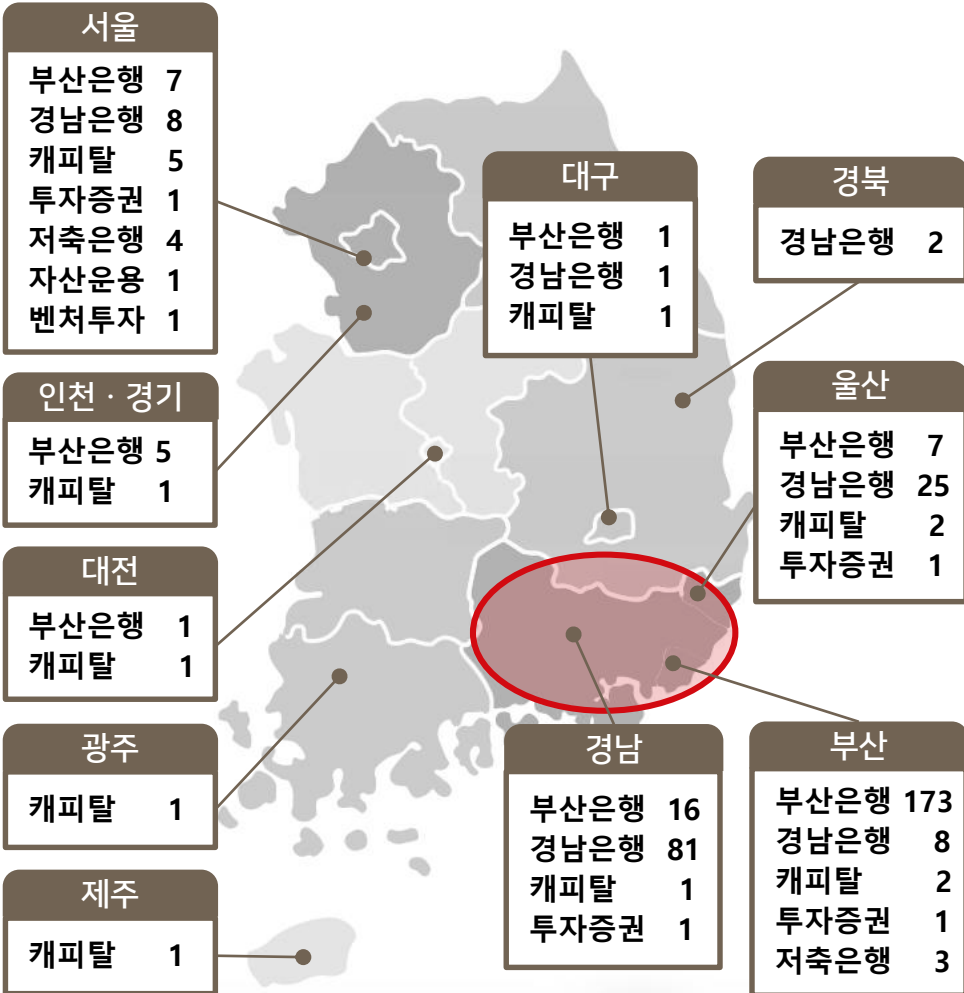 서울
부산은행 7
경남은행 8
캐피탈 5
투자증권 1
저축은행 4
자산운용 1
벤처투자 1
인천 · 경기
부산은행 5
캐피탈 1
대전
부산은행 1
캐피탈 1
광주
캐피탈 1
제주
캐피탈 1
대구
부산은행 1
경남은행 1
캐피탈 1
경북
경남은행 2
울산
부산은행 7
경남은행 25
캐피탈 2
투자증권 1
경남
부산은행 16
경남은행 81
캐피탈 1
투자증권 1
부산
부산은행 173
경남은행 8
캐피탈 2
투자증권 1
저축은행 3